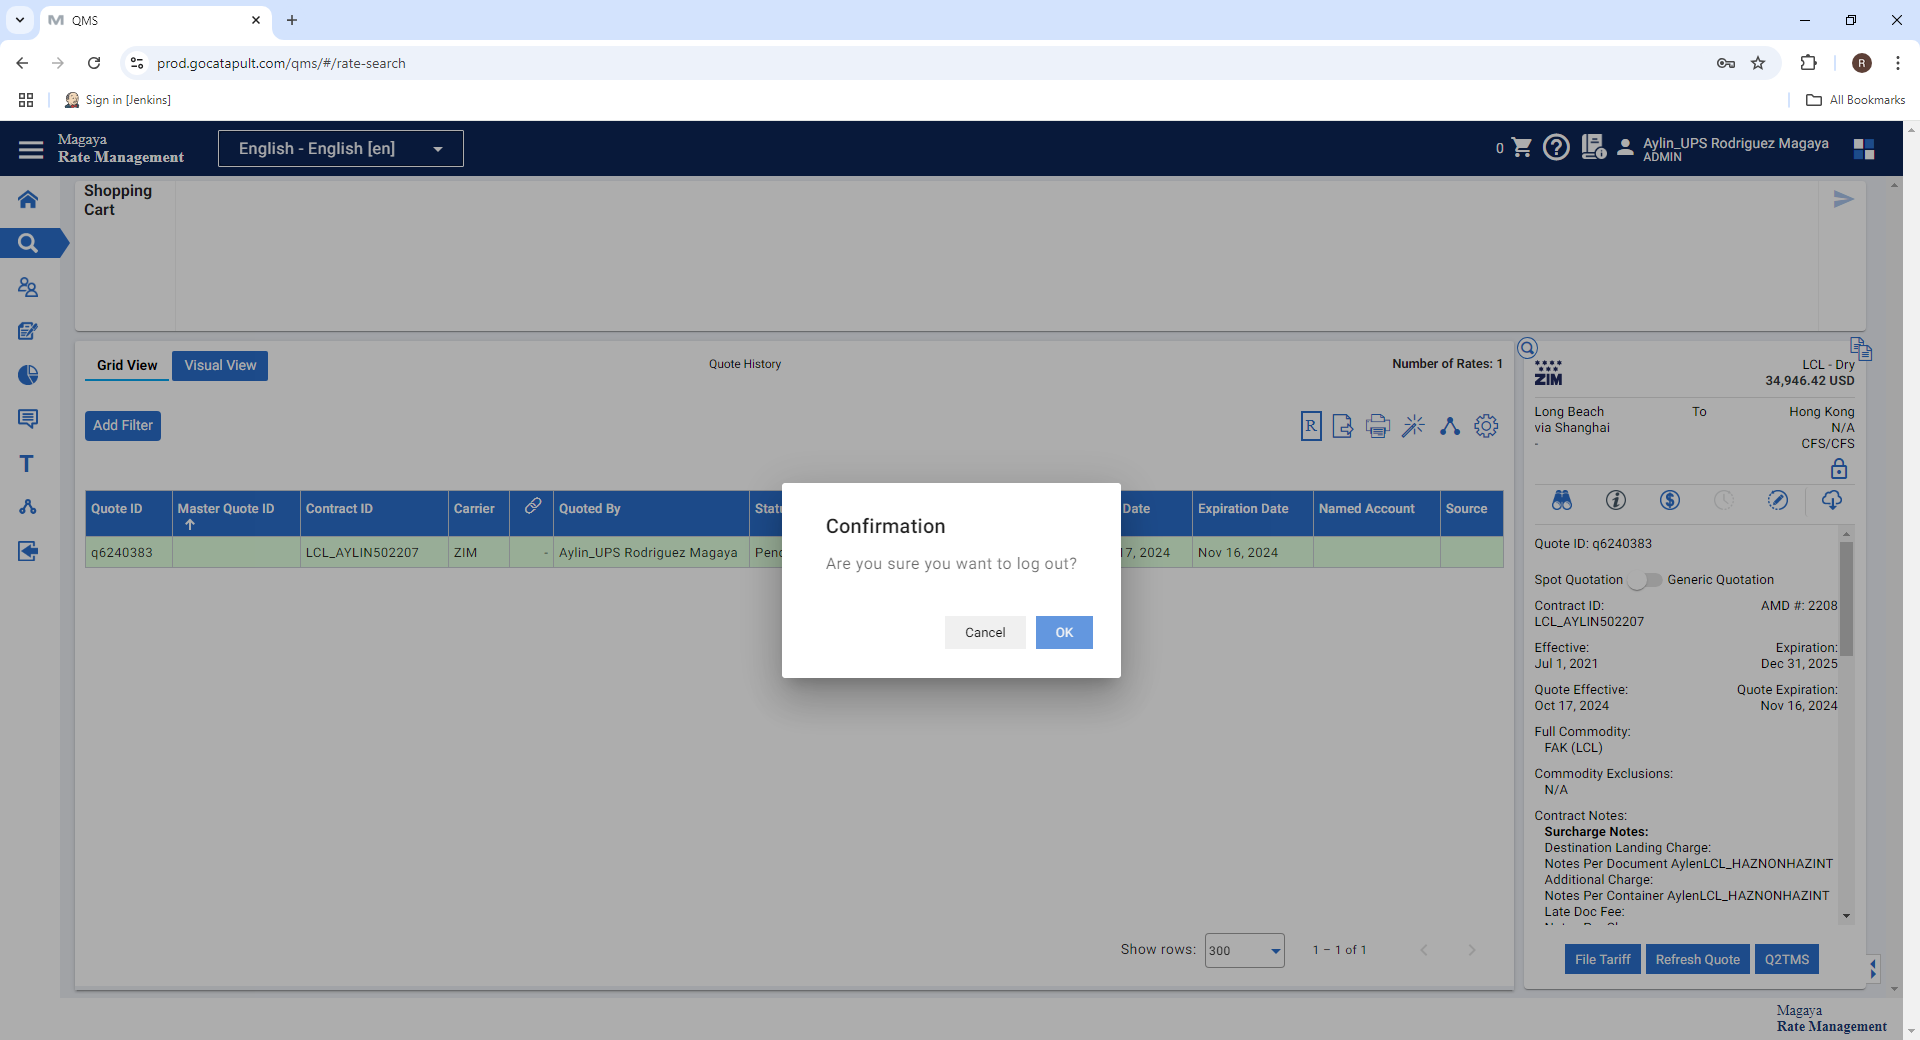 QMS
prod.gocatapult.com/qms/#/rate-search
R
Sign in [Jenkins]
All Bookmarks
Magaya
Rate Management
English - English [en]
0
Aylin_UPS Rodriguez Magaya
ADMIN
Shopping
Cart
Grid View
Visual View
Quote History
Number of Rates: 1
Add Filter
R
Quote ID
Master Quote ID
Contract ID
Carrier
Quoted By
Date
Expiration Date
Named Account
Source
q6240383
LCL_AYLIN502207
ZIM
-
Aylin_UPS Rodriguez Magaya
17, 2024
Nov 16, 2024
Confirmation
Are you sure you want to log out?
Cancel
OK
Show rows:
300
1 – 1 of 1
ZIM
LCL - Dry
34,946.42 USD
Long Beach
To
Hong Kong
via Shanghai
N/A
-
CFS/CFS
Quote ID: q6240383
Spot Quotation
Generic Quotation
Contract ID:
AMD #: 2208
LCL_AYLIN502207
Effective:
Expiration:
Jul 1, 2021
Dec 31, 2025
Quote Effective:
Quote Expiration:
Oct 17, 2024
Nov 16, 2024
Full Commodity:
FAK (LCL)
Commodity Exclusions:
N/A
Contract Notes:
Surcharge Notes:
Destination Landing Charge:
Notes Per Document AylenLCL_HAZNONHAZINT
Additional Charge:
Notes Per Container AylenLCL_HAZNONHAZINT
Late Doc Fee:
File Tariff
Refresh Quote
Q2TMS
Magaya
Rate Management